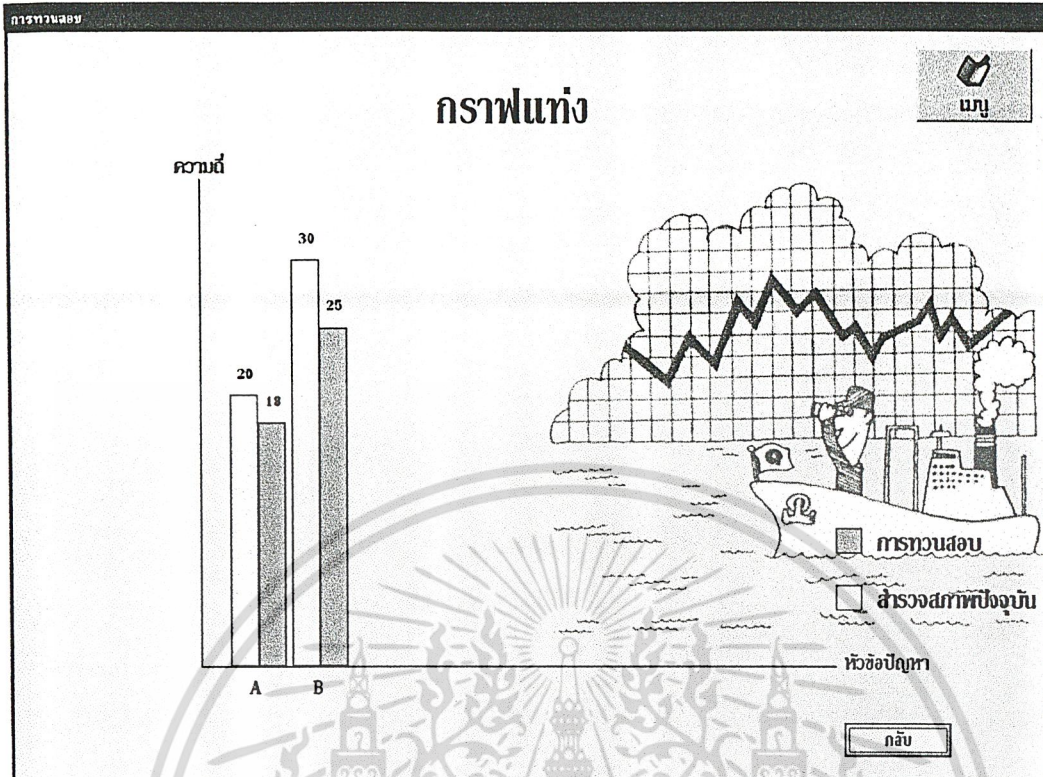 การทวนสอบ
เมนู
กราฟแท่ง
ความถี่
30
25
20
18
การทวนสอบ
สำรวจสภาพปัจจุบัน
หัวข้อปัญหา
A B
กลับ